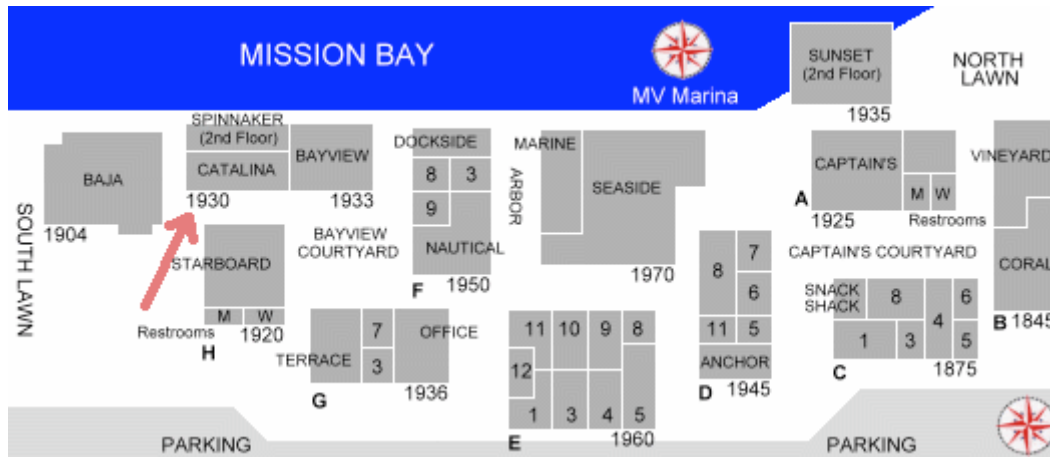 MISSION BAY
MV Marina
SUNSET
(2nd Floor)
1935
NORTH
LAWN
SPINNAKER
(2nd Floor)
CATALINA
1930
BAYVIEW
1933
BAJA
1904
SOUTH LAWN
STARBOARD
M W
Restrooms
1920
H
BAYVIEW
COURTYARD
DOCKSIDE
8 3
9
NAUTICAL
F 1950
ARBOR
MARINE
SEASIDE
1970
CAPTAIN'S
M W
A
1925
Restrooms
VINEYARD
CAPTAIN'S COURTYARD
CORAL
B 1845
TERRACE
7
3
OFFICE
G 1936
11 10 9 8
12
1 3 4 5
E 1960
8 7
6
11 5
ANCHOR
D 1945
SNACK
SHACK
8 6
4
1 3 5
C 1875
PARKING
PARKING